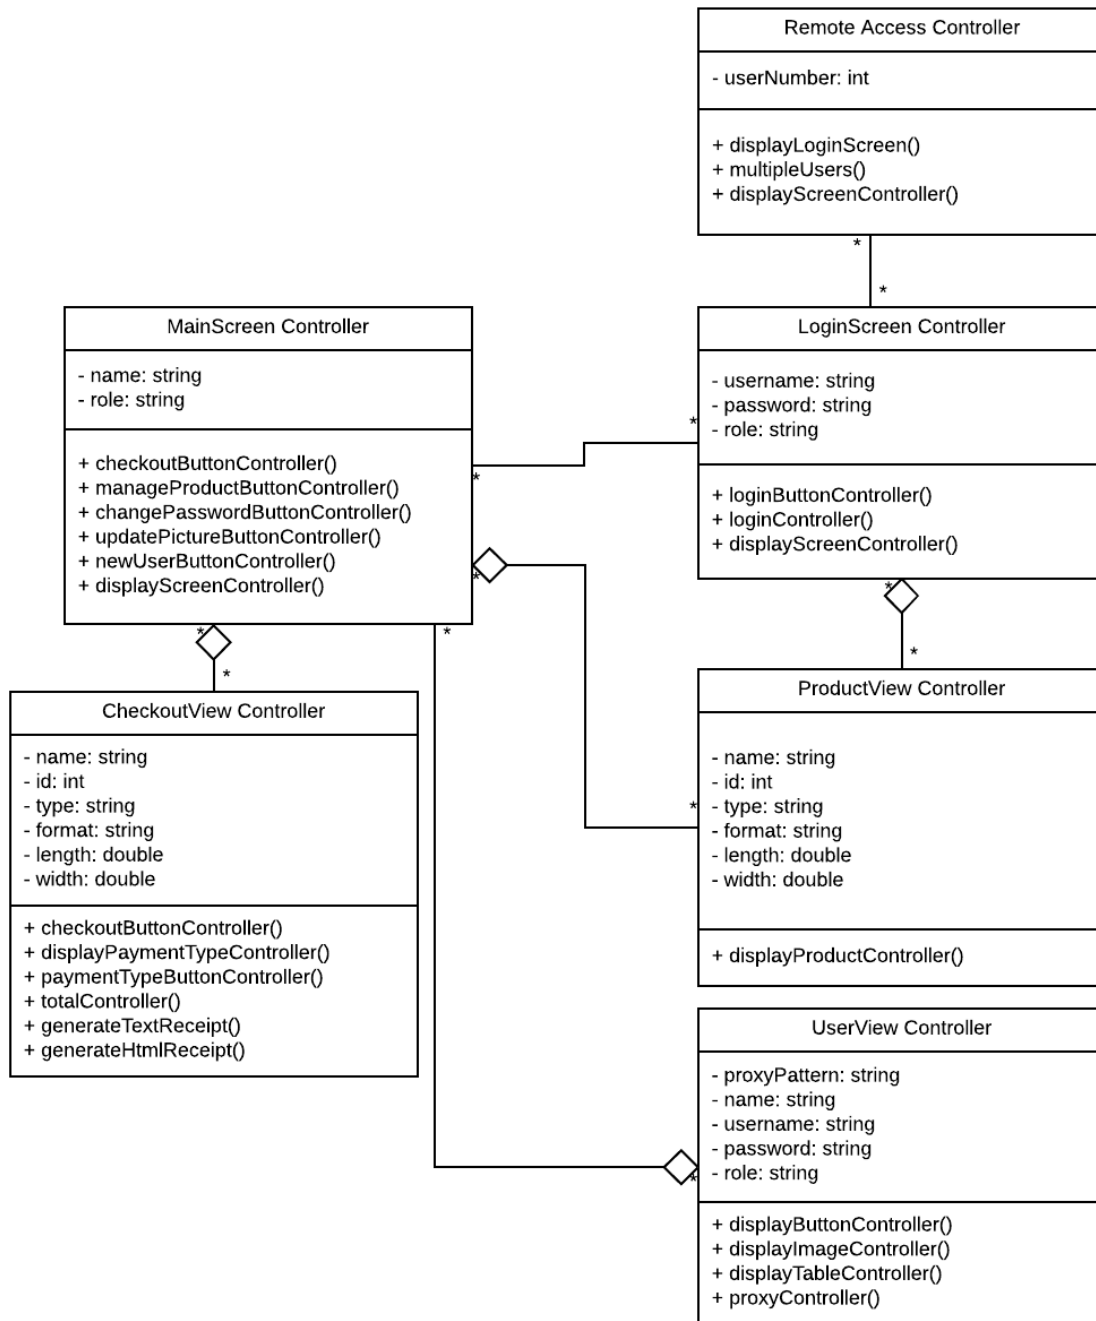 Remote Access Controller
- userNumber: int
+ displayLoginScreen()
+ multipleUsers()
+ displayScreenController()
*
*
MainScreen Controller
- name: string
- role: string
+ checkoutButtonController()
+ manageProductButtonController()
+ changePasswordButtonController()
+ updatePictureButtonController()
+ newUserButtonController()
+ displayScreenController()
*
*
*
*
LoginScreen Controller
- username: string
- password: string
- role: string
*
+ loginButtonController()
+ loginController()
+ displayScreenController()
*
*
*
CheckoutView Controller
- name: string
- id: int
- type: string
- format: string
- length: double
- width: double
+ checkoutButtonController()
+ displayPaymentTypeController()
+ paymentTypeButtonController()
+ totalController()
+ generateTextReceipt()
+ generateHtmlReceipt()
ProductView Controller
- name: string
- id: int
- type: string
- format: string
- length: double
- width: double
*
+ displayProductController()
UserView Controller
- proxyPattern: string
- name: string
- username: string
- password: string
- role: string
*
+ displayButtonController()
+ displayImageController()
+ displayTableController()
+ proxyController()